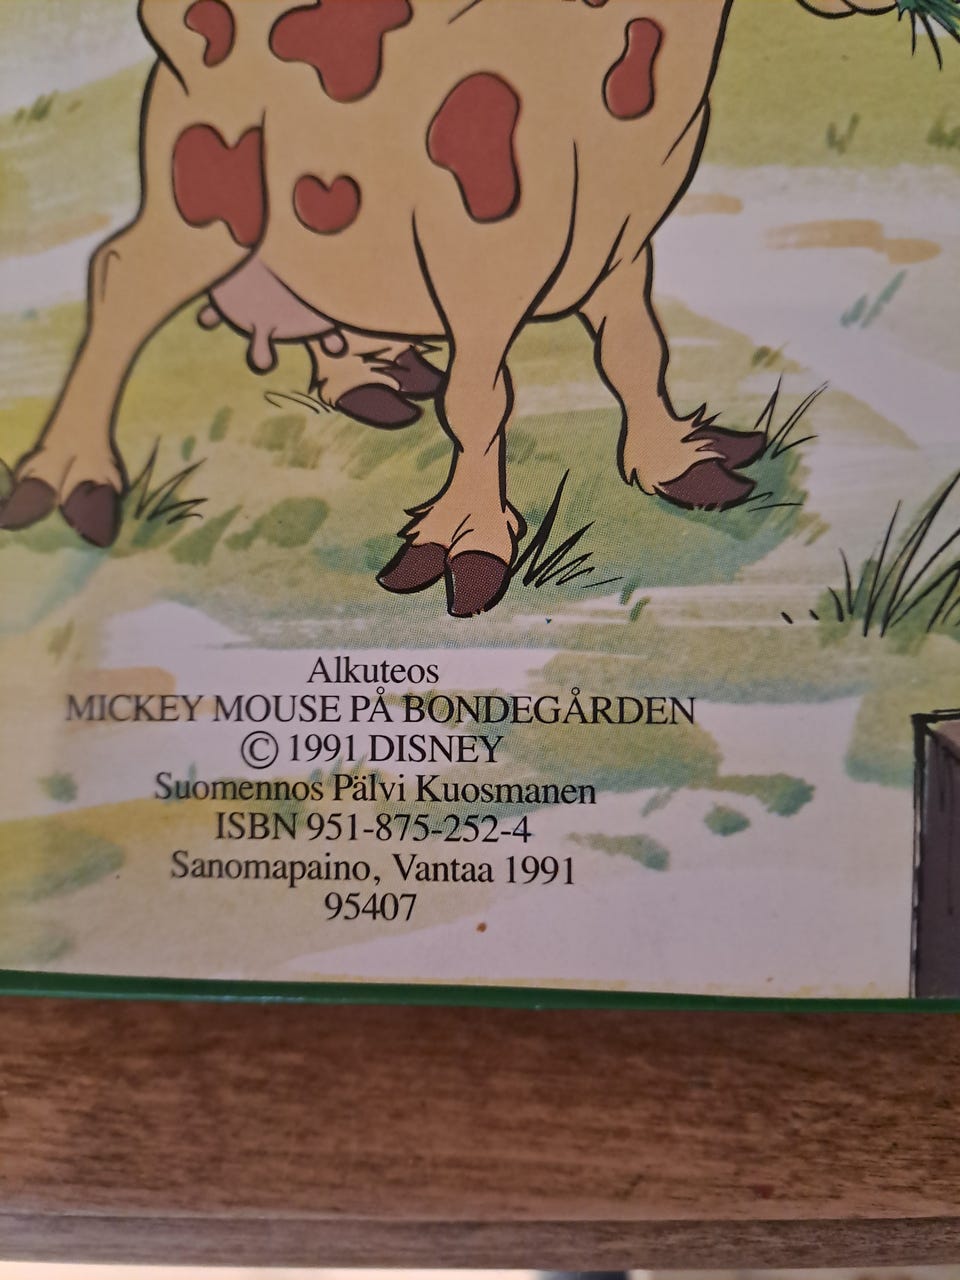 Alkuteos
MICKEY MOUSE PÅ BONDEGÅRDEN
© 1991 DISNEY
Suomennos Pälvi Kuosmanen
ISBN 951-875-252-4
Sanomapaino, Vantaa 1991
95407